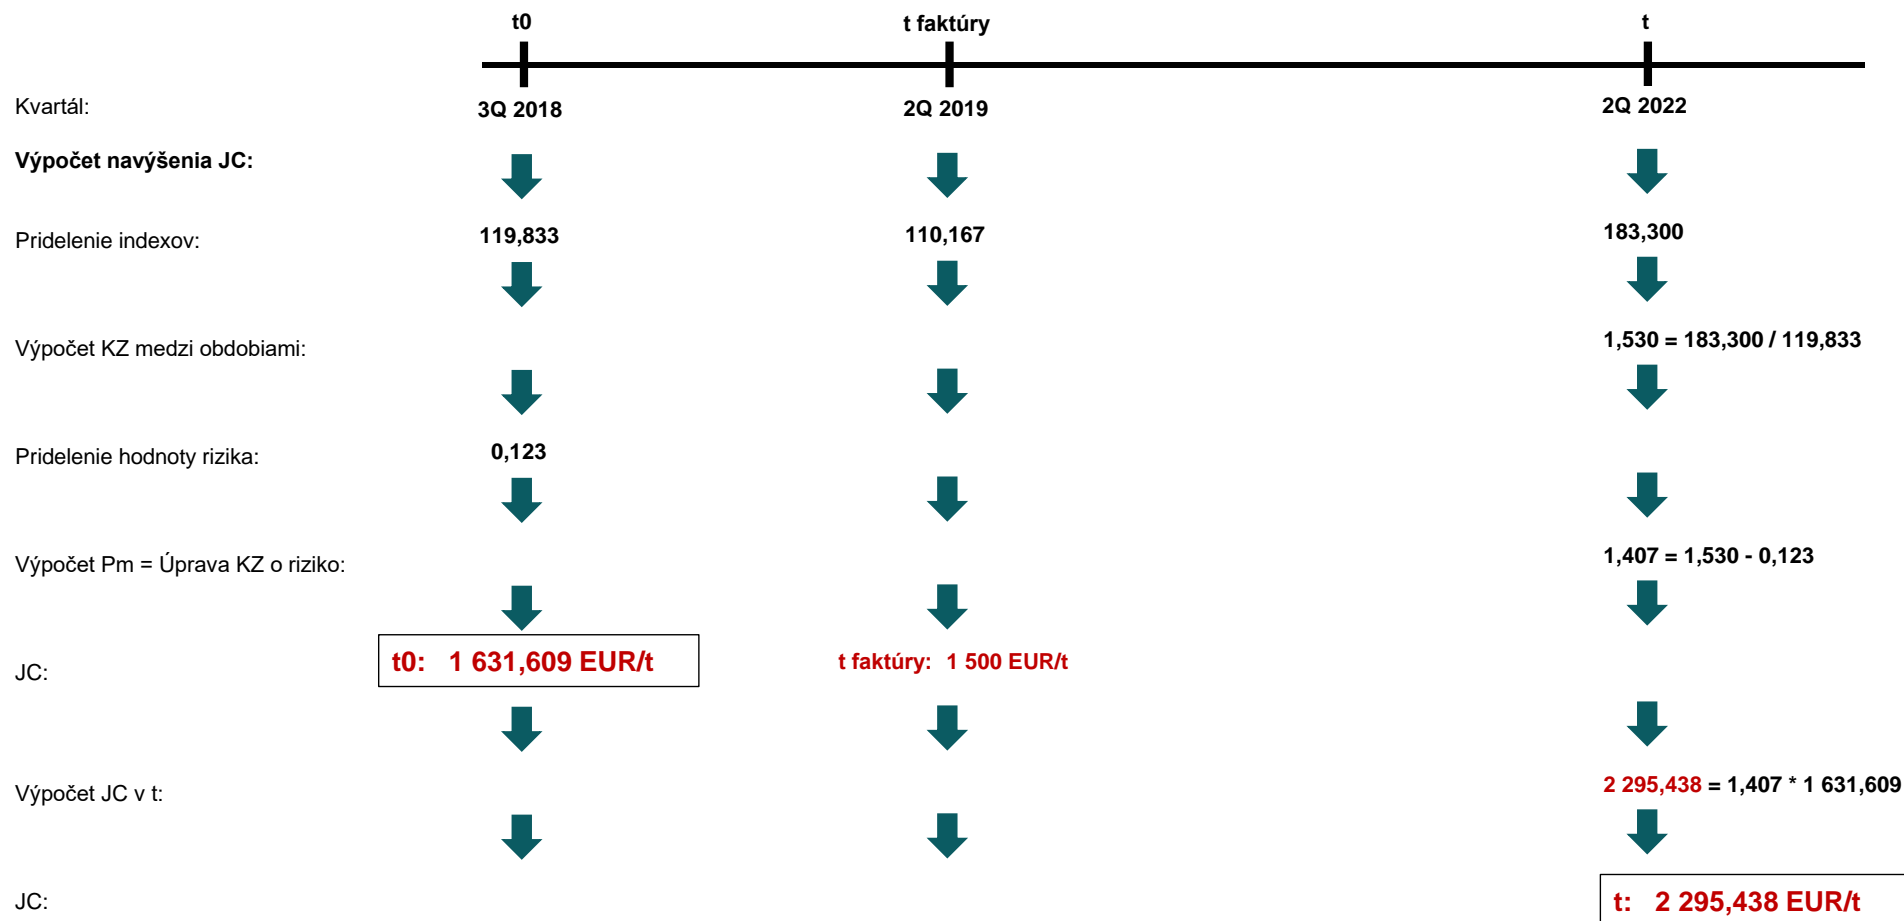 t0
t faktúry
t
Kvartál:
3Q 2018
2Q 2019
2Q 2022
Výpočet navýšenia JC:
Pridelenie indexov:
119,833
110,167
183,300
Výpočet KZ medzi obdobiami:
1,530 = 183,300 / 119,833
Pridelenie hodnoty rizika:
0,123
Výpočet Pm = Úprava KZ o riziko:
1,407 = 1,530 - 0,123
JC:
t0: 1 631,609 EUR/t
t faktúry: 1 500 EUR/t
Výpočet JC v t:
2 295,438 = 1,407 * 1 631,609
JC:
t: 2 295,438 EUR/t